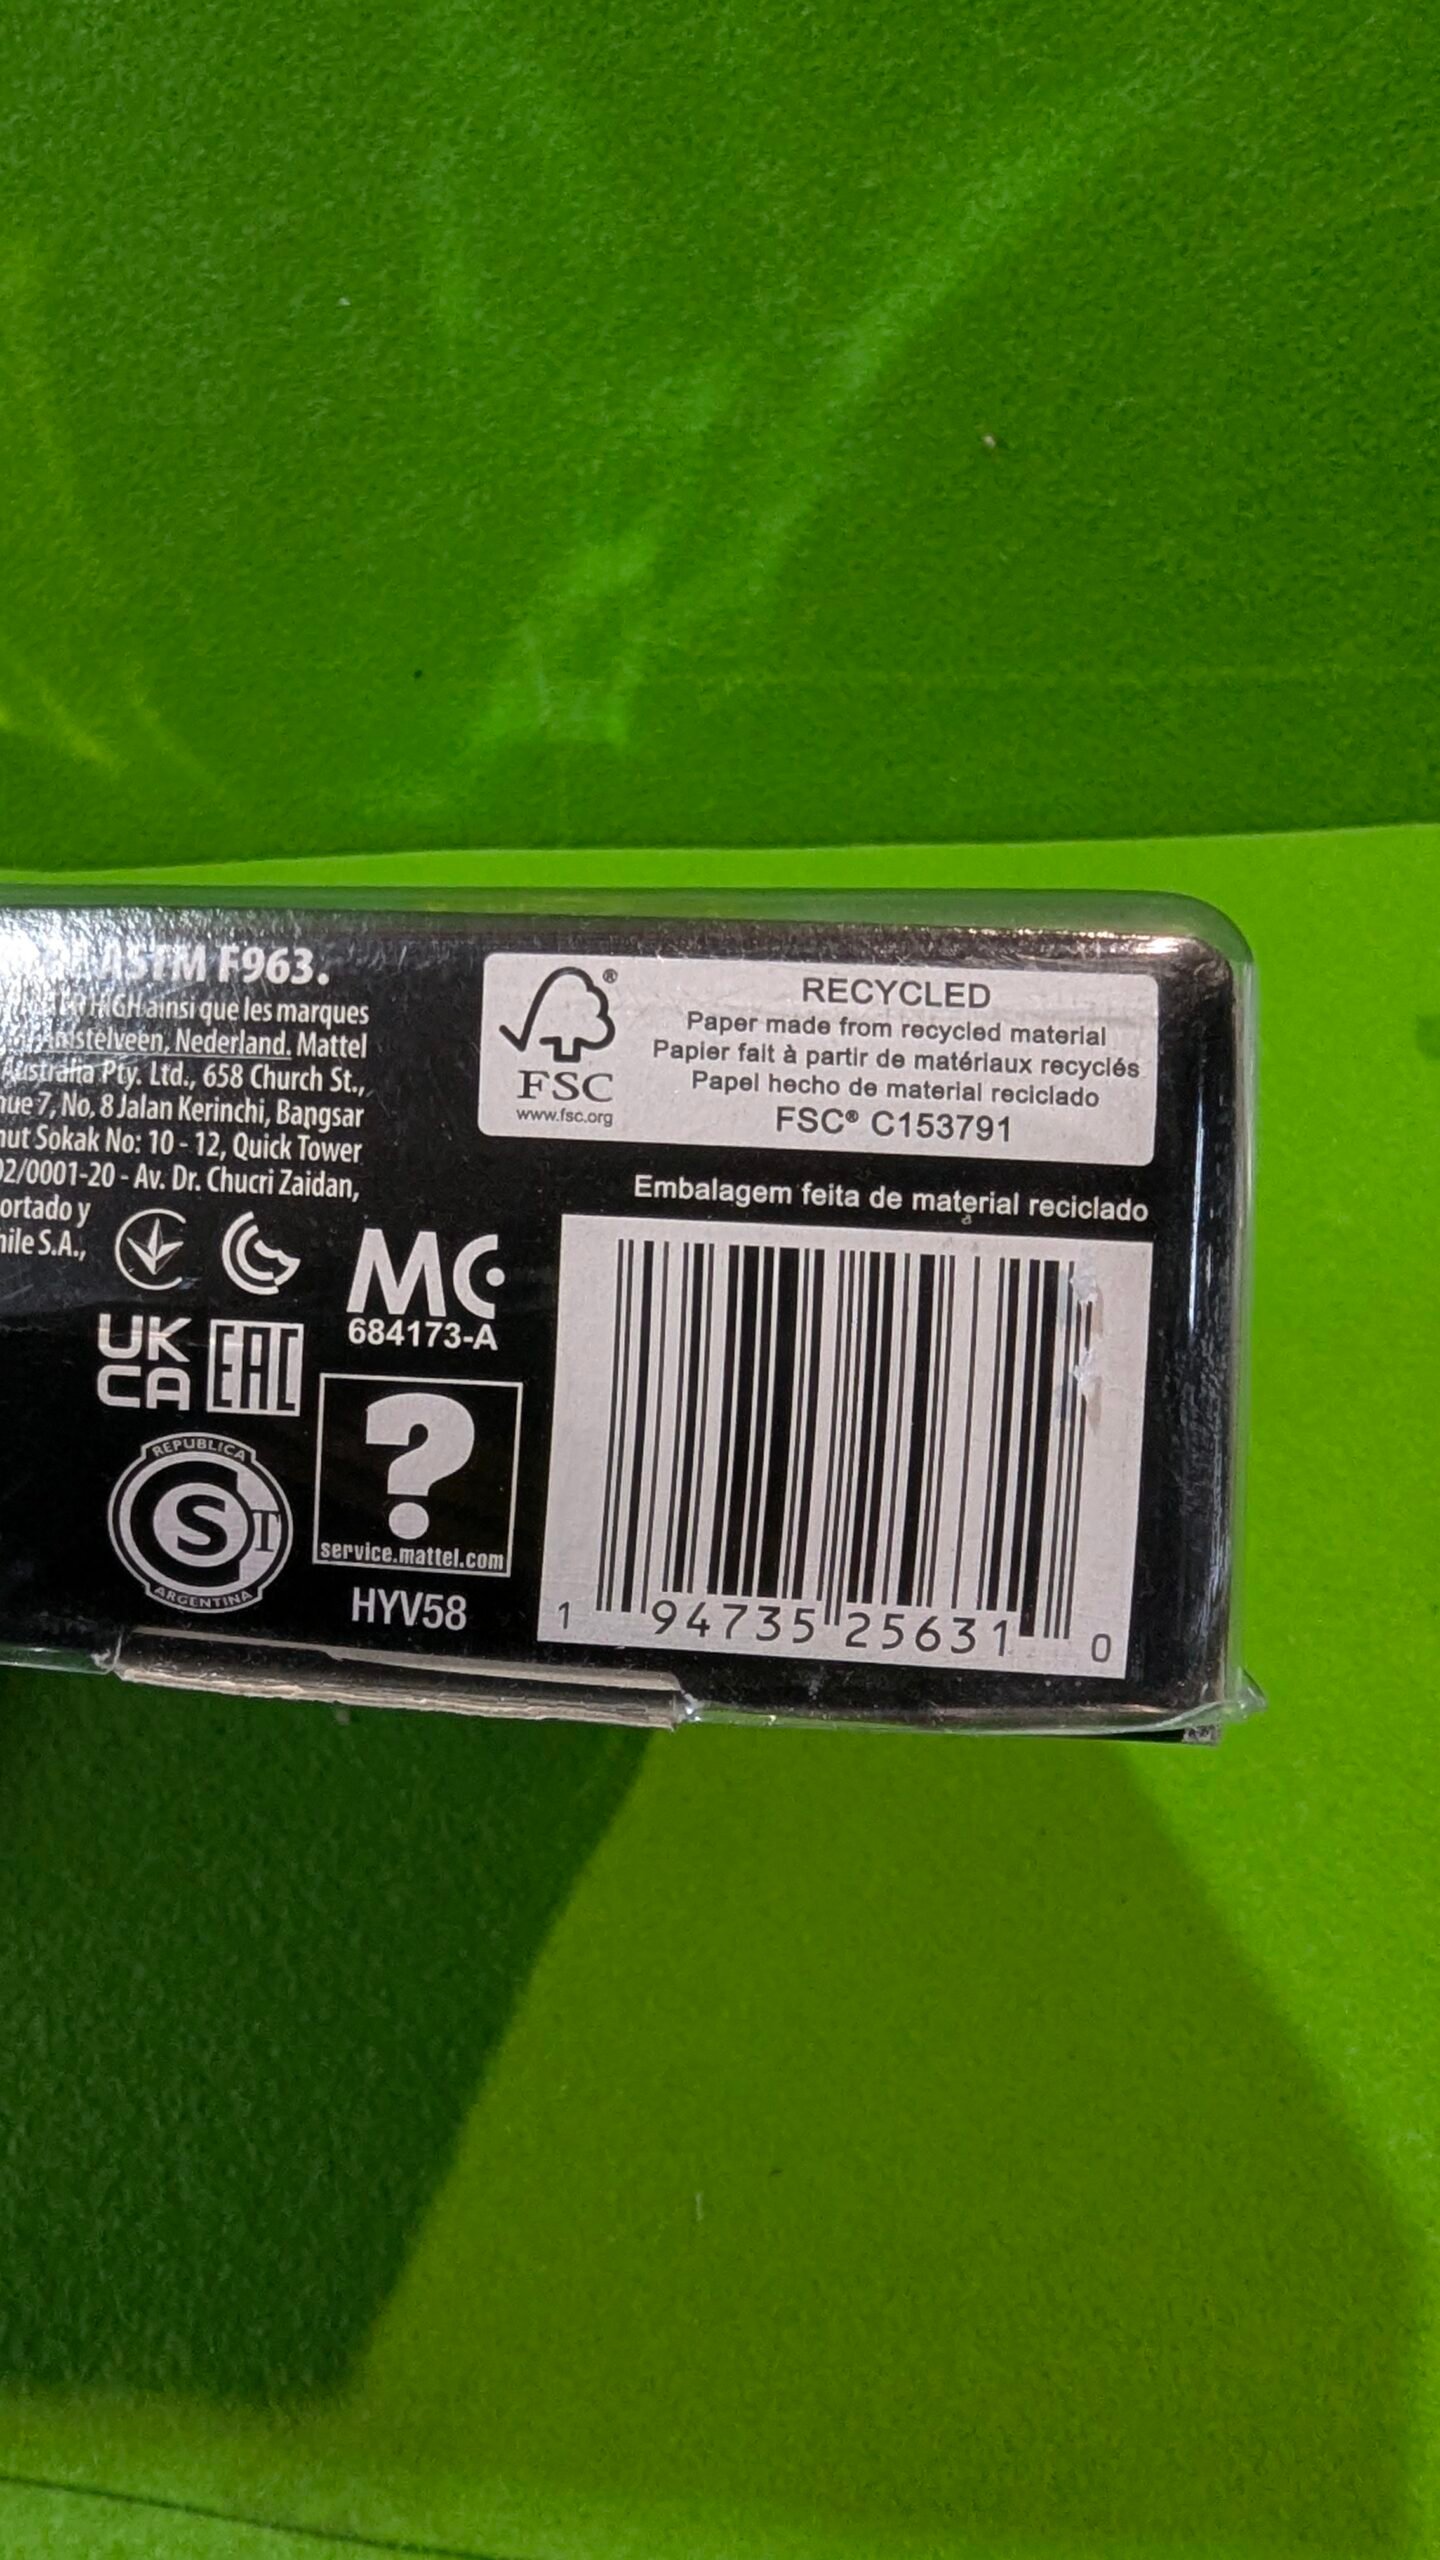 ASTM F963.
HIGH ainsi que les marques
Amstelveen, Nederland. Mattel
Australia Pty. Ltd., 658 Church St.,
nue 7, No, 8 Jalan Kerinchi, Bangsar
nut Sokak No: 10 - 12, Quick Tower
02/0001-20 - Av. Dr. Chucri Zaidan,
ortado y
hile S.A.,
MC
684173-A
UK
CA
EAC
REPUBLICA
S
T
ARGENTINA
?
service.mattel.com
HYV58
®
FSC
www.fsc.org
RECYCLED
Paper made from recycled material
Papier fait à partir de matériaux recyclés
Papel hecho de material reciclado
FSC® C153791
Embalagem feita de material reciclado
1 94735 25631 0